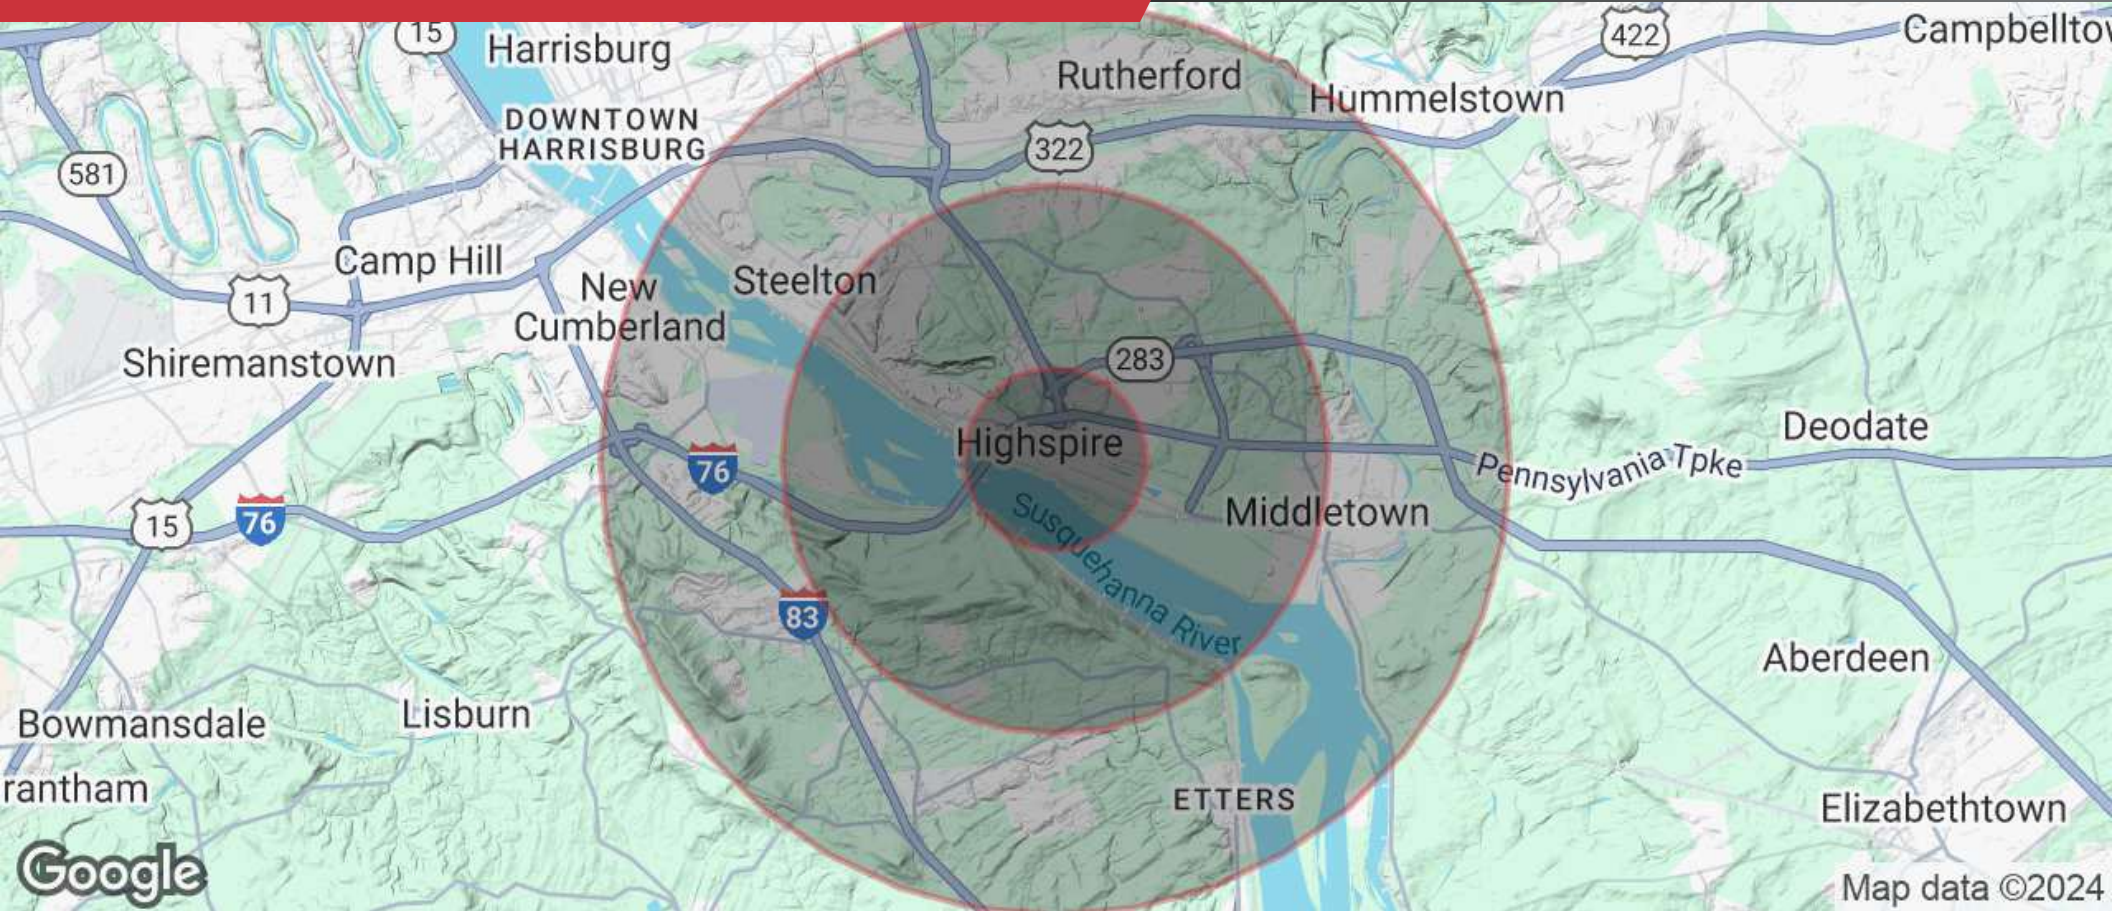 15
Harrisburg
422
Campbelltov
Rutherford
Hummelstown
DOWNTOWN
HARRISBURG
322
581
Camp Hill
New
Cumberland
Steelton
11
Shiremanstown
283
Highspire
76
Deodate
Pennsylvania Tpke
15
76
Middletown
Susquehanna River
83
Aberdeen
Bowmansdale
Lisburn
rantham
ETTERS
Elizabethtown
Google
Map data ©2024